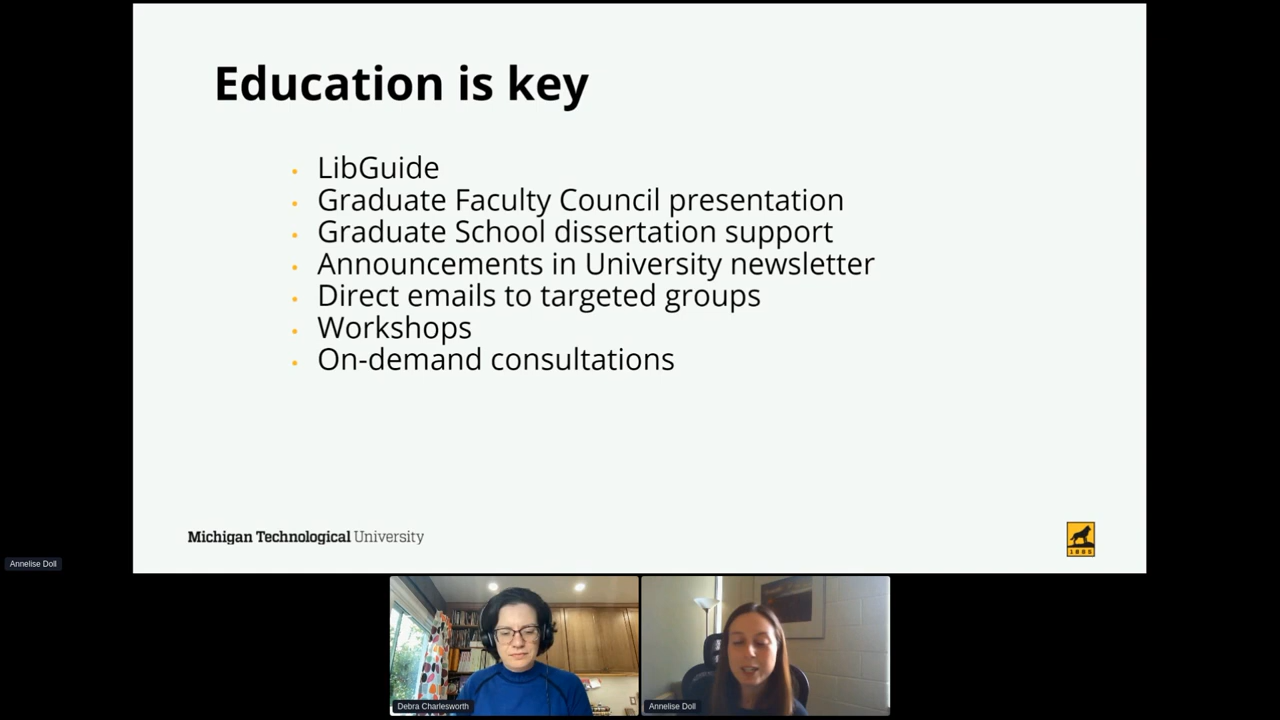 Education is key
LibGuide
Graduate Faculty Council presentation
Graduate School dissertation support
Announcements in University newsletter
Direct emails to targeted groups
Workshops
On-demand consultations
Michigan Technological University
1885
Annelise Doll
Debra Charlesworth
Annelise Doll